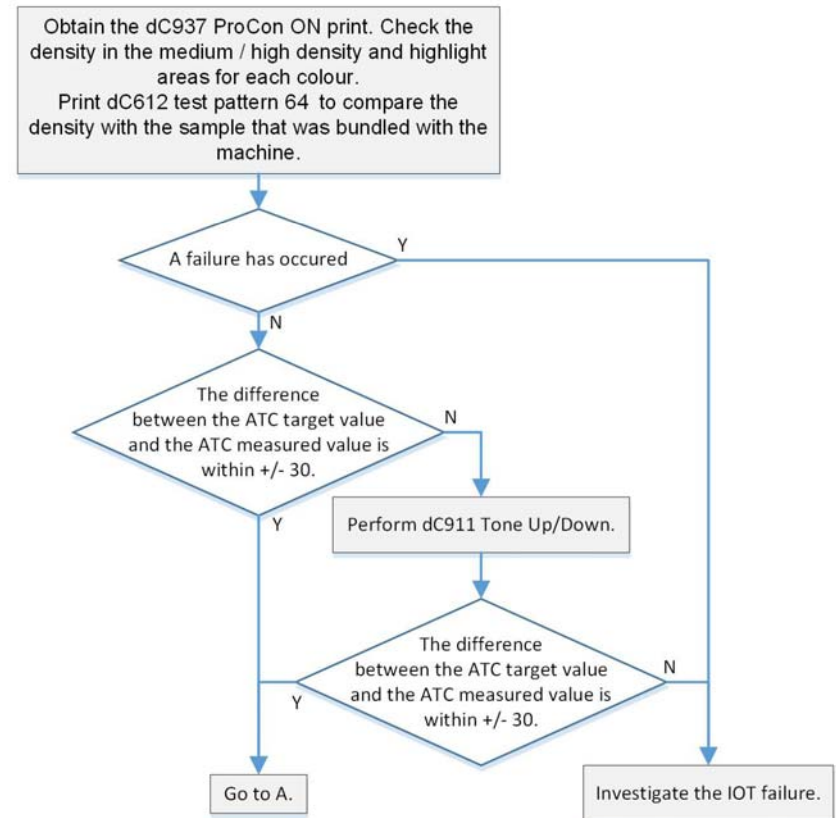 Obtain the dC937 ProCon ON print. Check the
density in the medium / high density and highlight
areas for each colour.
Print dC612 test pattern 64 to compare the
density with the sample that was bundled with the
machine.
A failure has occured
Y
N
The difference
between the ATC target value
and the ATC measured value is
within +/- 30.
N
Y
Perform dC911 Tone Up/Down.
The difference
between the ATC target value
and the ATC measured value is
within +/- 30.
N
Y
Go to A.
Investigate the IOT failure.